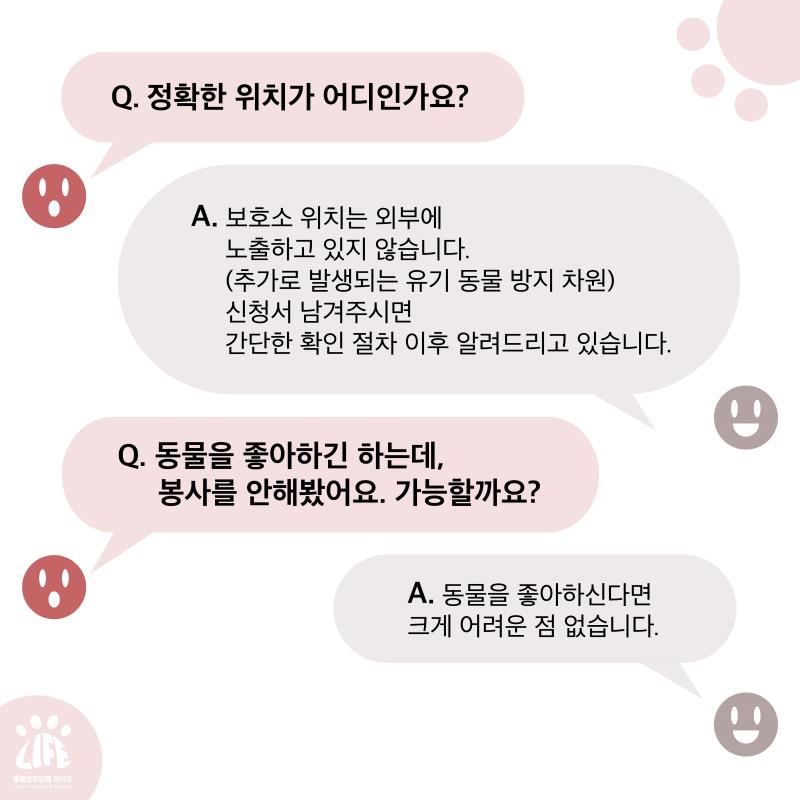 Q. 정확한 위치가 어디인가요?
A. 보호소 위치는 외부에
노출하고 있지 않습니다.
(추가로 발생되는 유기 동물 방지 차원)
신청서 남겨주시면
간단한 확인 절차 이후 알려드리고 있습니다.
Q. 동물을 좋아하긴 하는데,
봉사를 안해봤어요. 가능할까요?
A. 동물을 좋아하신다면
크게 어려운 점 없습니다.
LIFE
동물보호단체 라이프